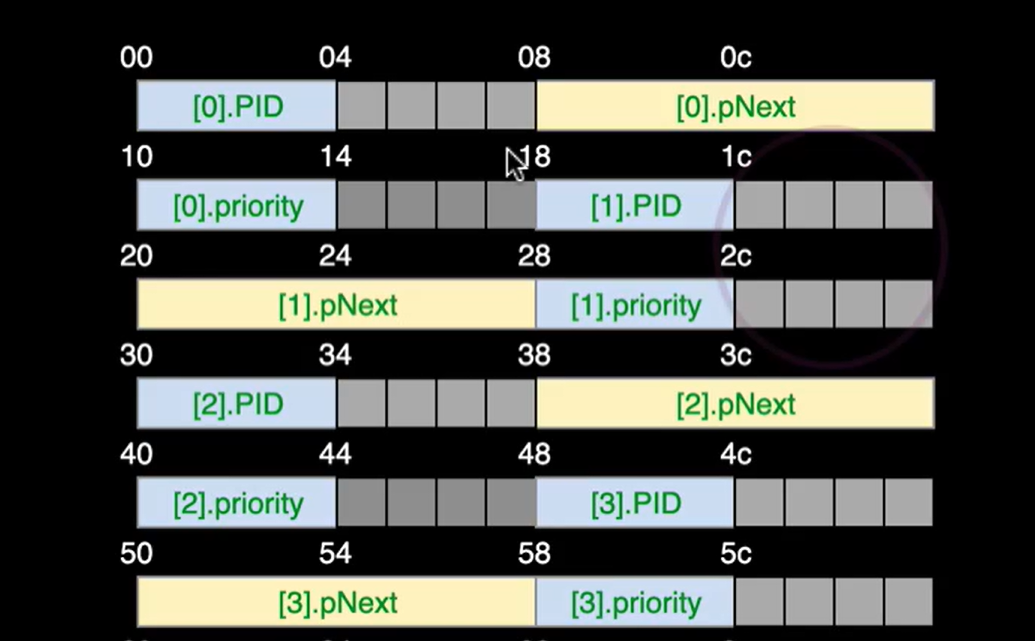 00 04 08 0c
[0].PID [0].pNext
10 14 18 1c
[0].priority [1].PID
20 24 28 2c
[1].pNext [1].priority
30 34 38 3c
[2].PID [2].pNext
40 44 48 4c
[2].priority [3].PID
50 54 58 5c
[3].pNext [3].priority